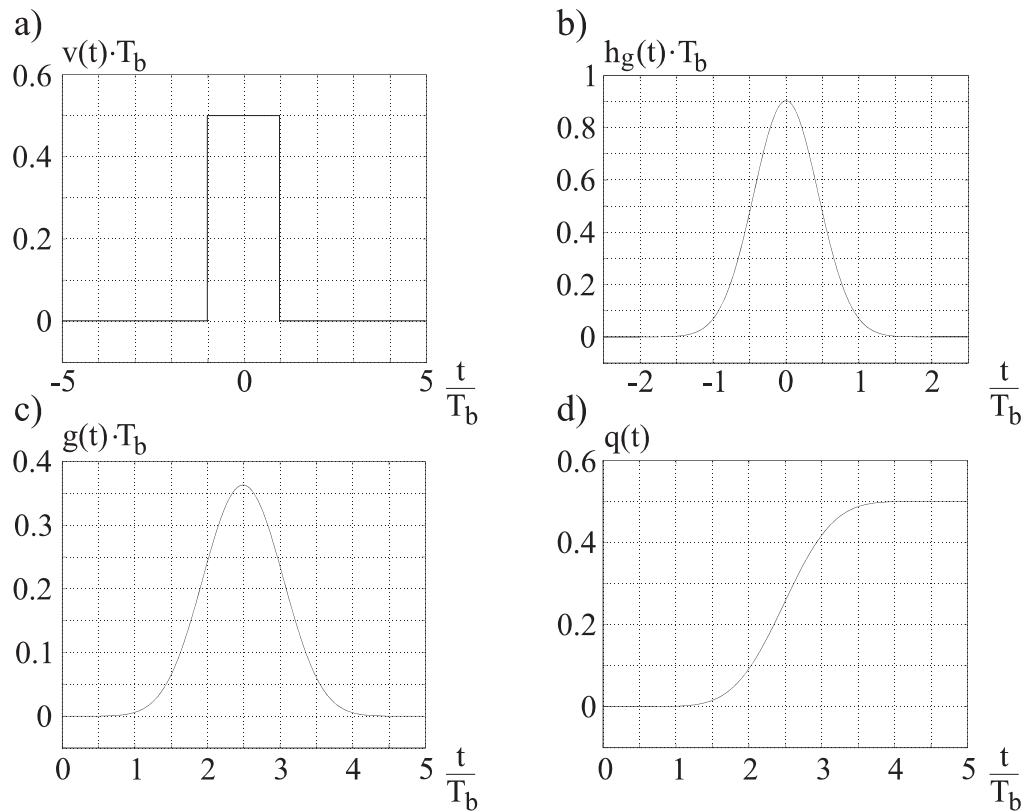 a)
v(t)·T_b
0.6
0.4
0.2
0
-5 0 5 t/T_b
b)
h_g(t)·T_b
1
0.8
0.6
0.4
0.2
0
-2 -1 0 1 2 t/T_b
c)
g(t)·T_b
0.4
0.3
0.2
0.1
0
0 1 2 3 4 5 t/T_b
d)
q(t)
0.6
0.4
0.2
0
0 1 2 3 4 5 t/T_b